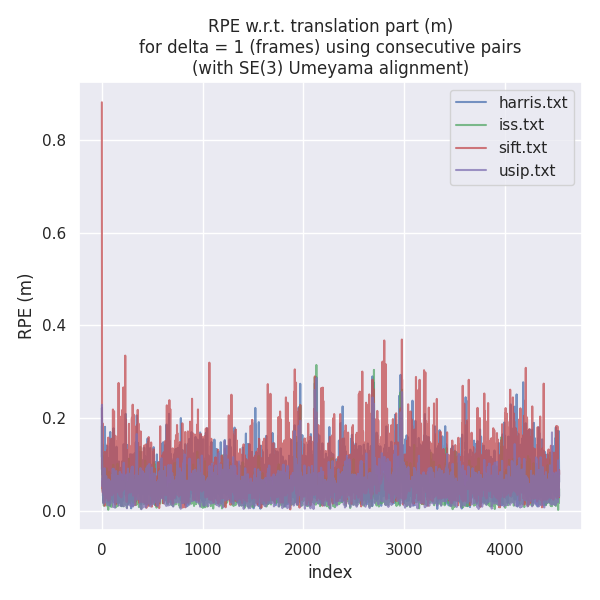 RPE w.r.t. translation part (m)
for delta = 1 (frames) using consecutive pairs
(with SE(3) Umeyama alignment)
harris.txt
iss.txt
sift.txt
usip.txt
RPE (m)
0.8
0.6
0.4
0.2
0.0
0
1000
2000
3000
4000
index